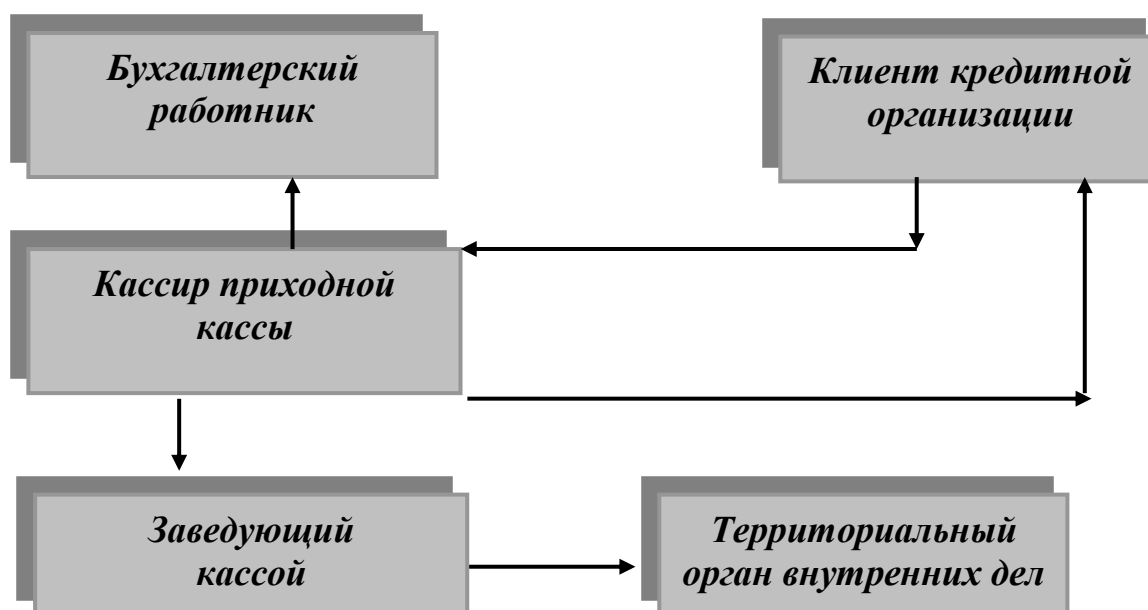 Бухгалтерский
работник
Клиент кредитной
организации
Кассир приходной
кассы
Заведующий
кассой
Территориальный
орган внутренних дел